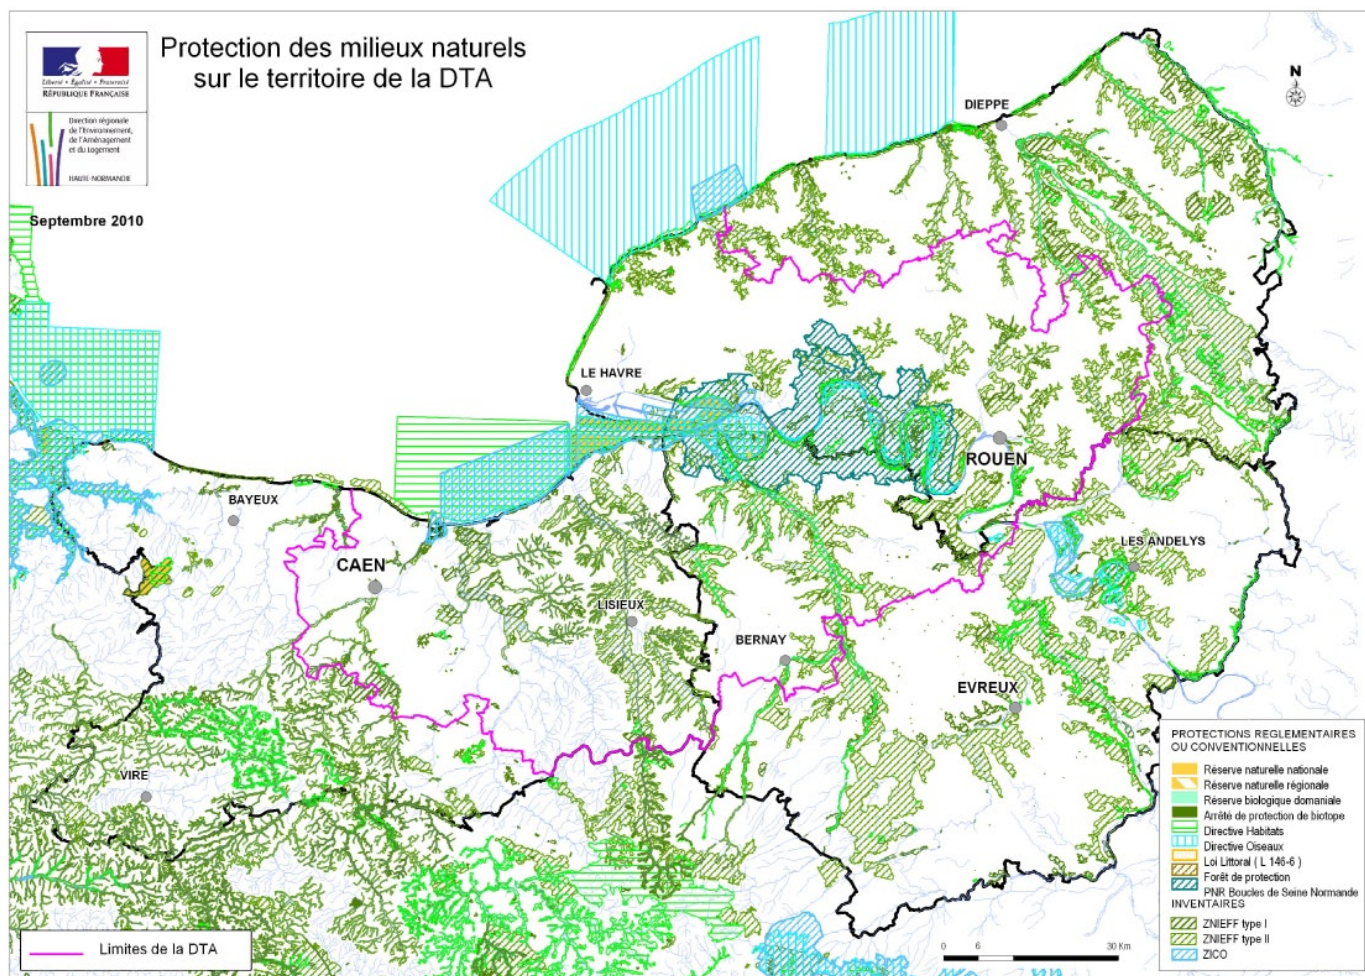 Protection des milieux naturels
sur le territoire de la DTA
Liberté • Égalité • Fraternité
RÉPUBLIQUE FRANÇAISE
Direction régionale
de l'Environnement,
de l'Aménagement
et du Logement
HAUTE-NORMANDIE
Septembre 2010
N
DIEPPE
LE HAVRE
ROUEN
BAYEUX
CAEN
LES ANDELYS
LISIEUX
BERNAY
EVREUX
VIRE
PROTECTIONS REGLEMENTAIRES
OU CONVENTIONNELLES
Réserve naturelle nationale
Réserve naturelle régionale
Réserve biologique domaniale
Arrêté de protection de biotope
Directive Habitats
Directive Oiseaux
Loi Littoral ( L 146-6 )
Forêt de protection
PNR Boucles de Seine Normande
INVENTAIRES
ZNIEFF type I
ZNIEFF type II
ZICO
Limites de la DTA
0 6 30 Km